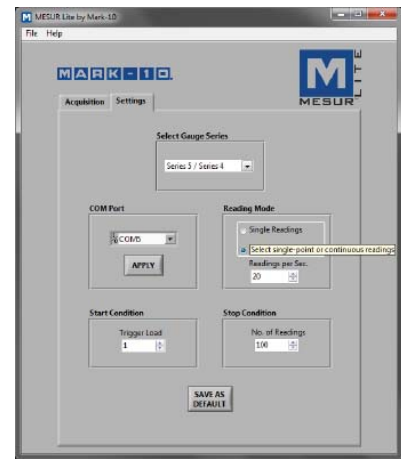 MESUR Lite by Mark-10
File Help
MARK-10
M
MESUR
LITE
Acquisition Settings
Select Gauge Series
Series 5 / Series 4
COM Port
COM5
APPLY
Reading Mode
Single Readings
Select single-point or continuous readings
Readings per Sec.
20
Start Condition
Trigger Load
1
Stop Condition
No. of Readings
100
SAVE AS
DEFAULT